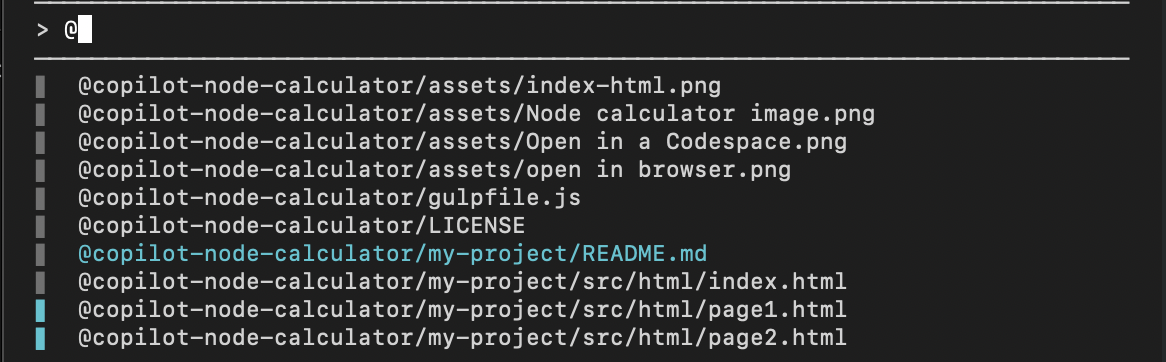 > @
@copilot-node-calculator/assets/index-html.png
@copilot-node-calculator/assets/Node calculator image.png
@copilot-node-calculator/assets/Open in a Codespace.png
@copilot-node-calculator/assets/open in browser.png
@copilot-node-calculator/gulpfile.js
@copilot-node-calculator/LICENSE
@copilot-node-calculator/my-project/README.md
@copilot-node-calculator/my-project/src/html/index.html
@copilot-node-calculator/my-project/src/html/page1.html
@copilot-node-calculator/my-project/src/html/page2.html